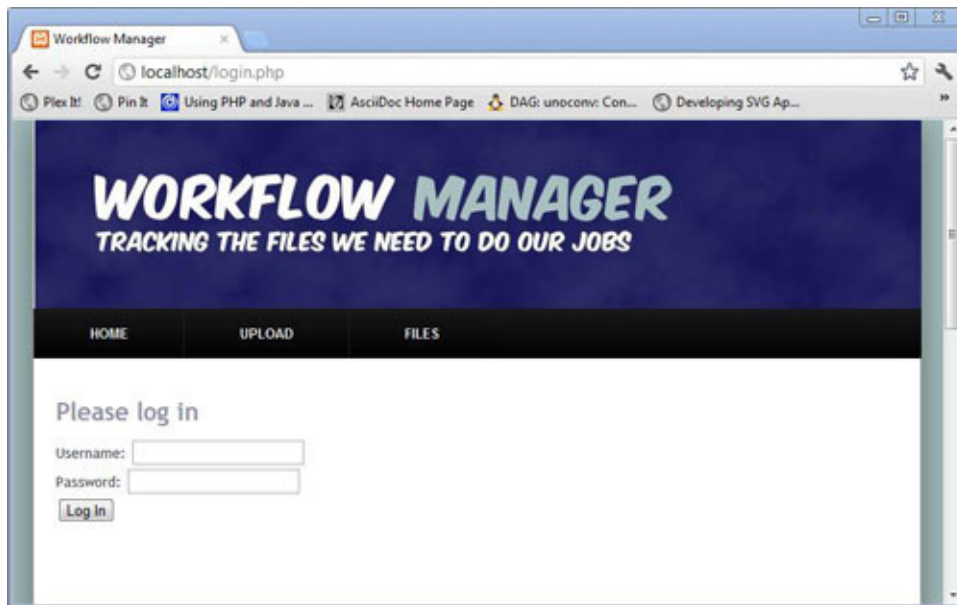 Workflow Manager
localhost/login.php
Plex It! Pin It Using PHP and Java ... AsciiDoc Home Page DAG: unoconv: Con... Developing SVG Ap...
WORKFLOW MANAGER
TRACKING THE FILES WE NEED TO DO OUR JOBS
HOME UPLOAD FILES
Please log in
Username:
Password:
Log In